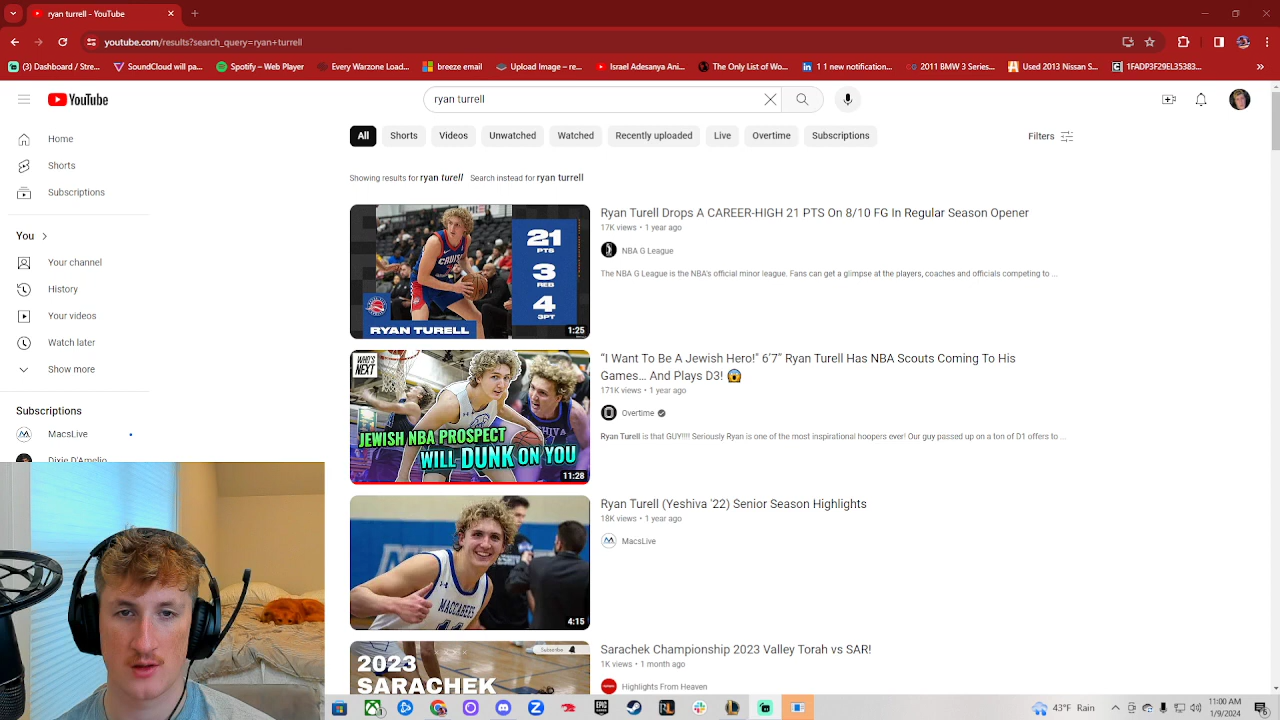 ryan turrell
youtube.com/results?search_query=ryan+turrell
(3) Dashboard / Stre...
SoundCloud will pa...
Spotify – Web Player
Every Warzone Load...
breeze email
Upload Image – re...
Israel Adesanya Ani...
The Only List of Wo...
1 1 new notification...
2011 BMW 3 Series...
Used 2013 Nissan S...
1FADP3F29EL35383...
YouTube
ryan turrell
Home
Shorts
Subscriptions
You
Your channel
History
Your videos
Watch later
Show more
Subscriptions
MacsLive
Dixie D'Amelio
All
Shorts
Videos
Unwatched
Watched
Recently uploaded
Live
Overtime
Subscriptions
Filters
Showing results for ryan turell Search instead for ryan turrell
21
PTS
3
REB
4
3PT
RYAN TURELL
1:25
Ryan Turell Drops A CAREER-HIGH 21 PTS On 8/10 FG In Regular Season Opener
17K views • 1 year ago
NBA G League
The NBA G League is the NBA's official minor league. Fans can get a glimpse at the players, coaches and officials competing to ...
WHO'S
NEXT
JEWISH NBA PROSPECT
WILL DUNK ON YOU
11:28
"I Want To Be A Jewish Hero!" 6'7" Ryan Turell Has NBA Scouts Coming To His
Games... And Plays D3! 😱
171K views • 1 year ago
Overtime
Ryan Turell is that GUY!!!! Seriously Ryan is one of the most inspirational hoopers ever! Our guy passed up on a ton of D1 offers to ...
MACCABEES
4:15
Ryan Turell (Yeshiva '22) Senior Season Highlights
18K views • 1 year ago
MacsLive
2023
SARACHEK
Subscribe
Sarachek Championship 2023 Valley Torah vs SAR!
1K views • 1 month ago
Highlights From Heaven
43°F Rain
11:00 AM
1/9/2024